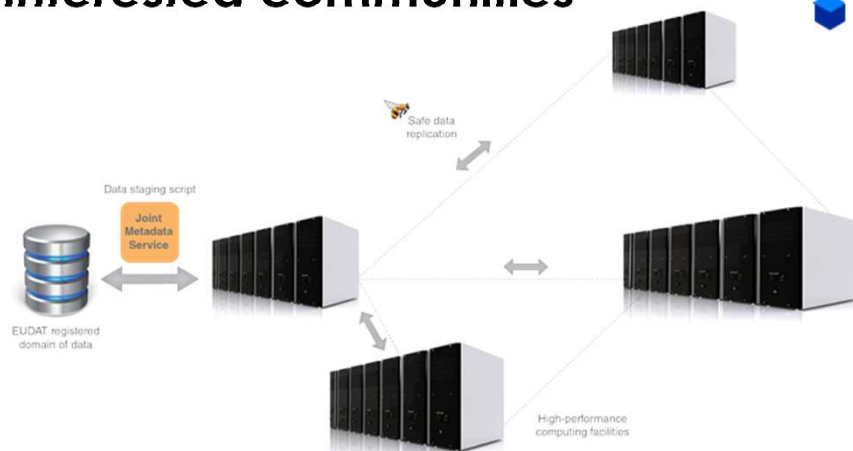 interested communities
Safe data
replication
Data staging script
Joint
Metadata
Service
EUDAT registered
domain of data
High-performance
computing facilities